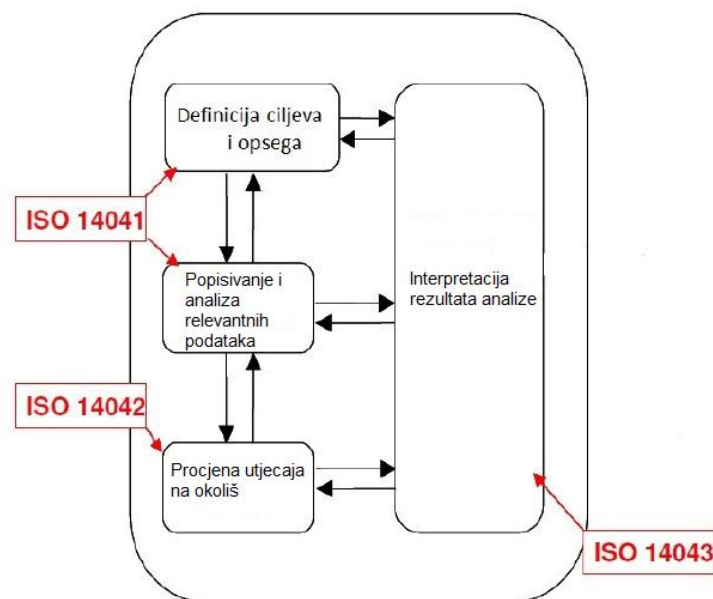 Definicija ciljeva
i opsega
ISO 14041
Popisivanje i
analiza
relevantnih
podataka
Interpretacija
rezultata analize
ISO 14042
Procjena utjecaja
na okoliš
ISO 14043